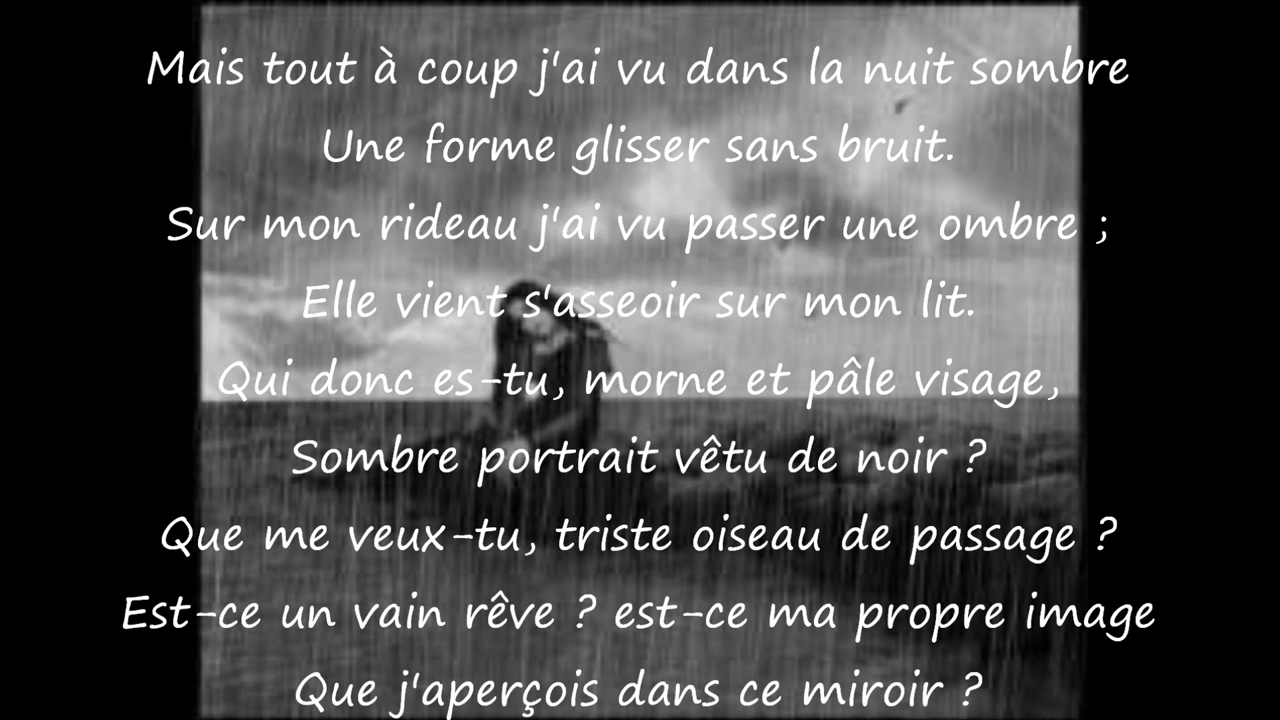 Mais tout à coup j'ai vu dans la nuit sombre
Une forme glisser sans bruit.
Sur mon rideau j'ai vu passer une ombre ;
Elle vient s'asseoir sur mon lit.
Qui donc es-tu, morne et pâle visage,
Sombre portrait vêtu de noir ?
Que me veux-tu, triste oiseau de passage ?
Est-ce un vain rêve ? est-ce ma propre image
Que j'aperçois dans ce miroir ?